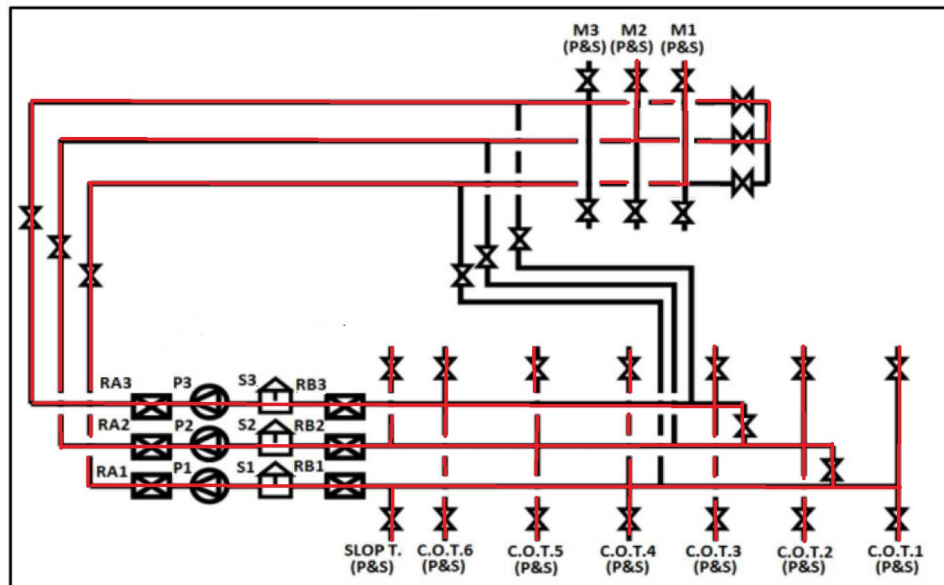 M3 M2 M1
(P&S) (P&S) (P&S)
RA3 P3 S3 RB3
RA2 P2 S2 RB2
RA1 P1 S1 RB1
SLOP T. C.O.T.6 C.O.T.5 C.O.T.4 C.O.T.3 C.O.T.2 C.O.T.1
(P&S) (P&S) (P&S) (P&S) (P&S) (P&S) (P&S)